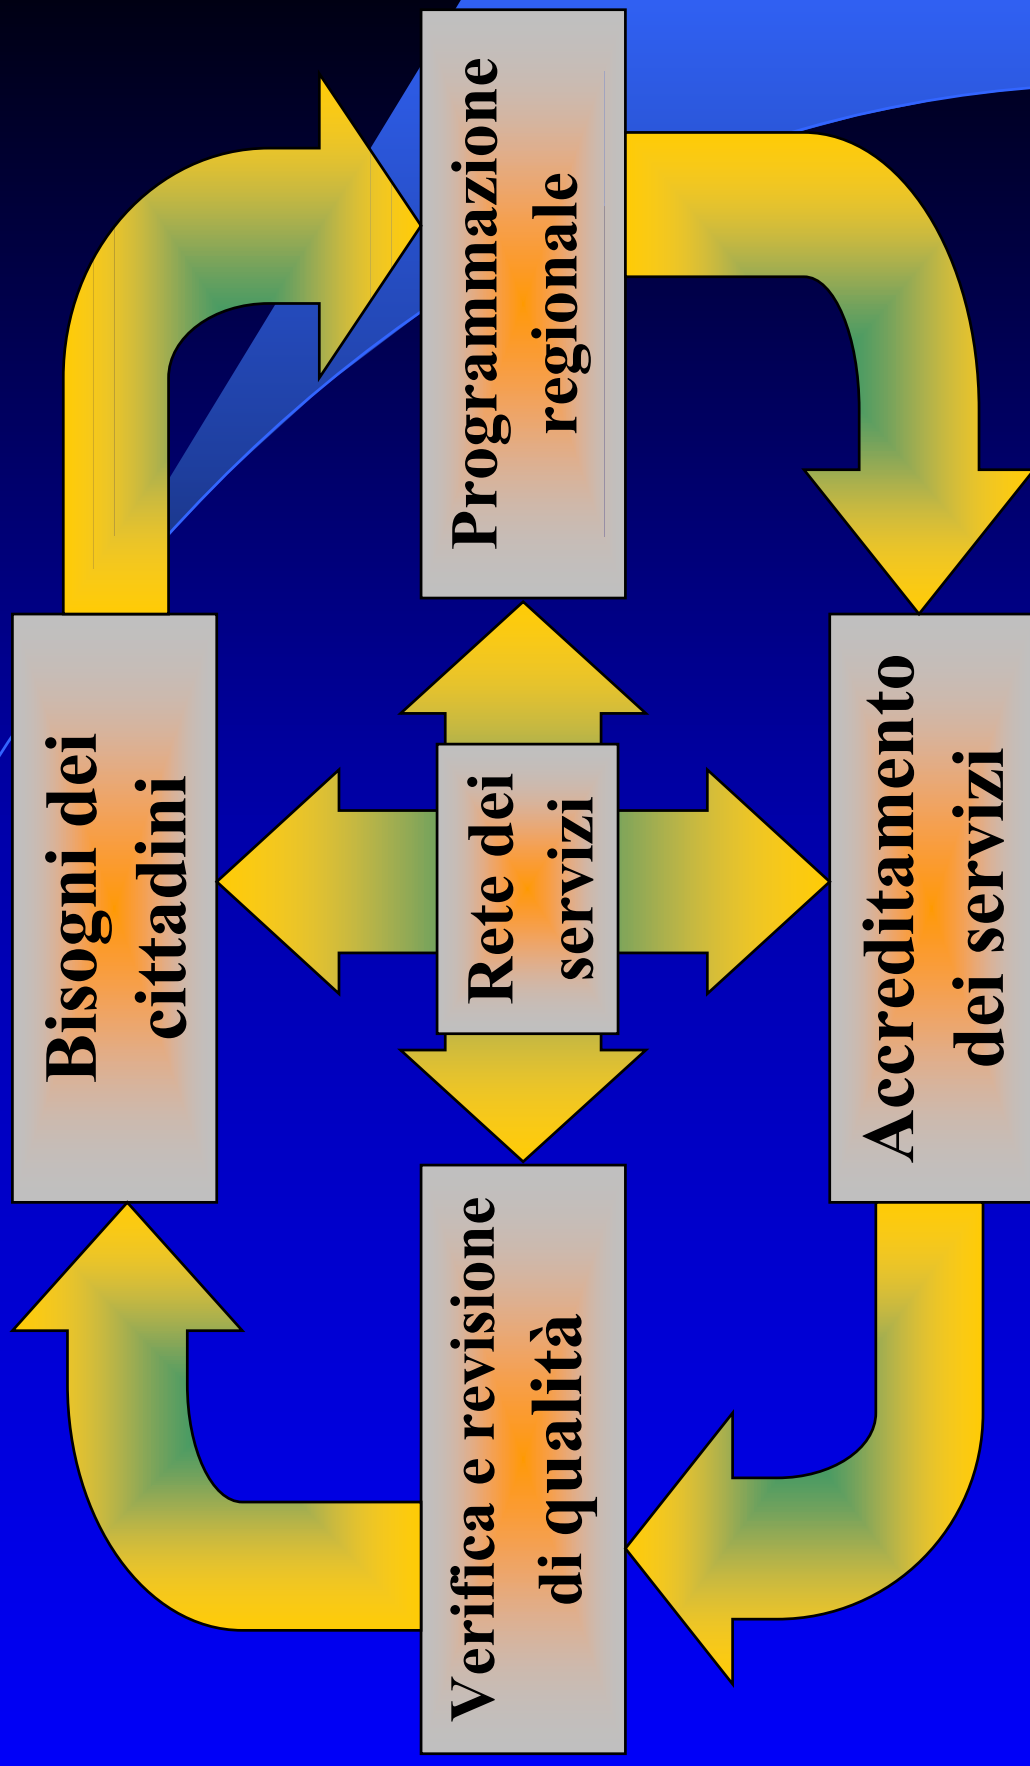 Bisogni dei
cittadini
Verifica e revisione
di qualità
Rete dei
servizi
Programmazione
regionale
Accreditamento
dei servizi